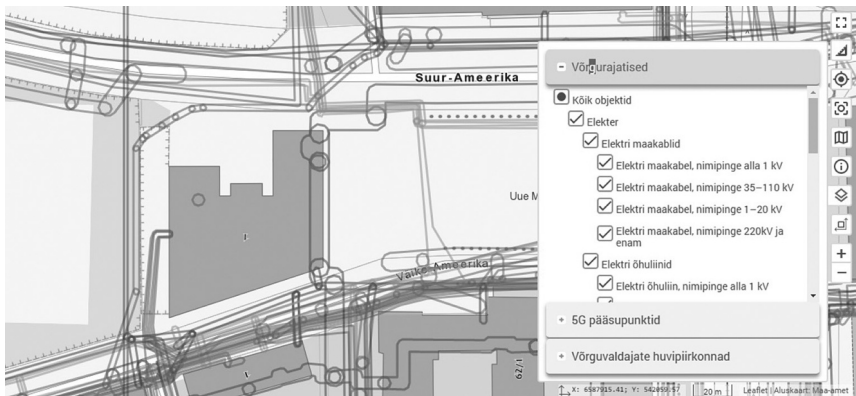 Suur-Ameerika
Uue M
Väike-Ameerika
62/1
Võrgurajatised
Kõik objektid
Elekter
Elektri maakablid
Elektri maakabel, nimipinge alla 1 kV
Elektri maakabel, nimipinge 35–110 kV
Elektri maakabel, nimipinge 1–20 kV
Elektri maakabel, nimipinge 220kV ja
enam
Elektri õhuliinid
Elektri õhuliin, nimipinge alla 1 kV
5G pääsupunktid
Võrguvaldajate huvipiirkonnad
20 m
Leaflet | Aluskaart: Maa-amet